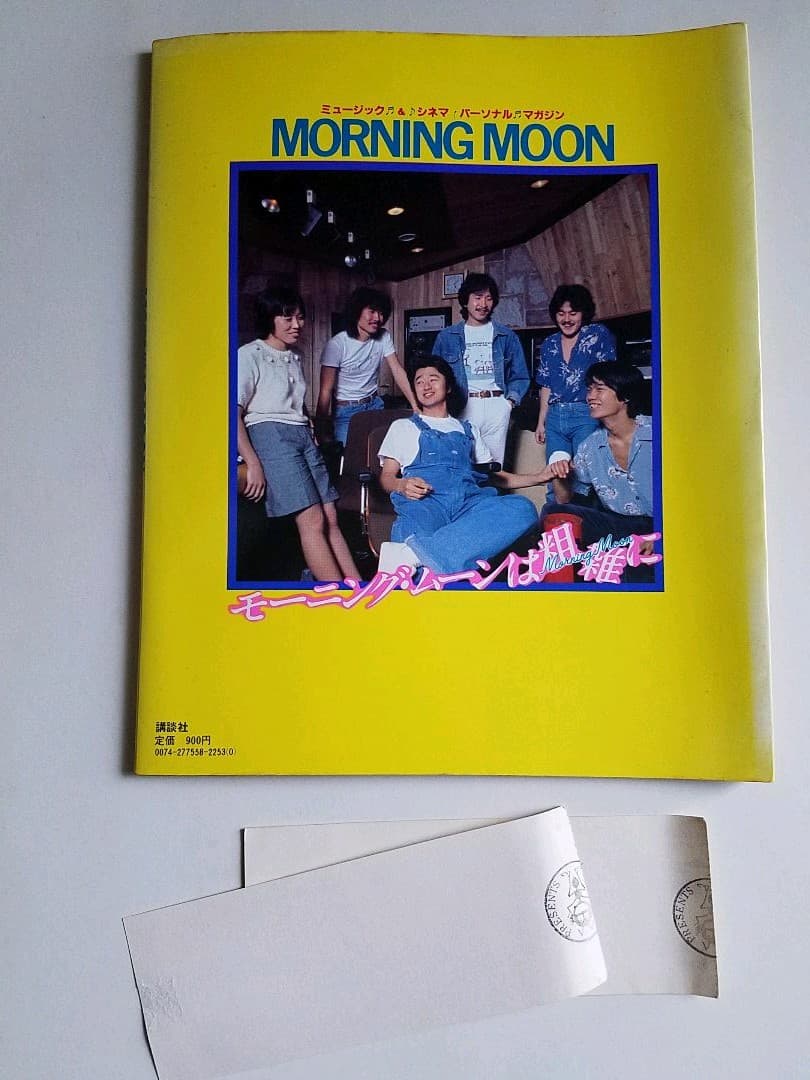 ミュージック♬&♪シネマ♪パーソナル♬マガジン
MORNING MOON
モーニング・ムーンは粗雑に
Morning Moon
講談社
定価 900円
0074-277558-2253(0)
PRESENTS
PRESENTS